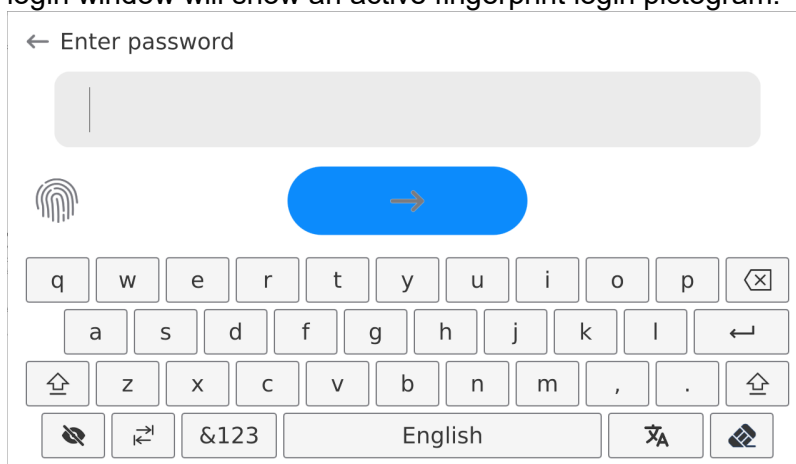 login window will show an active fingerprint login pictogram.
← Enter password
→
q w e r t y u i o p
a s d f g h j k l
z x c v b n m , .
&123 English